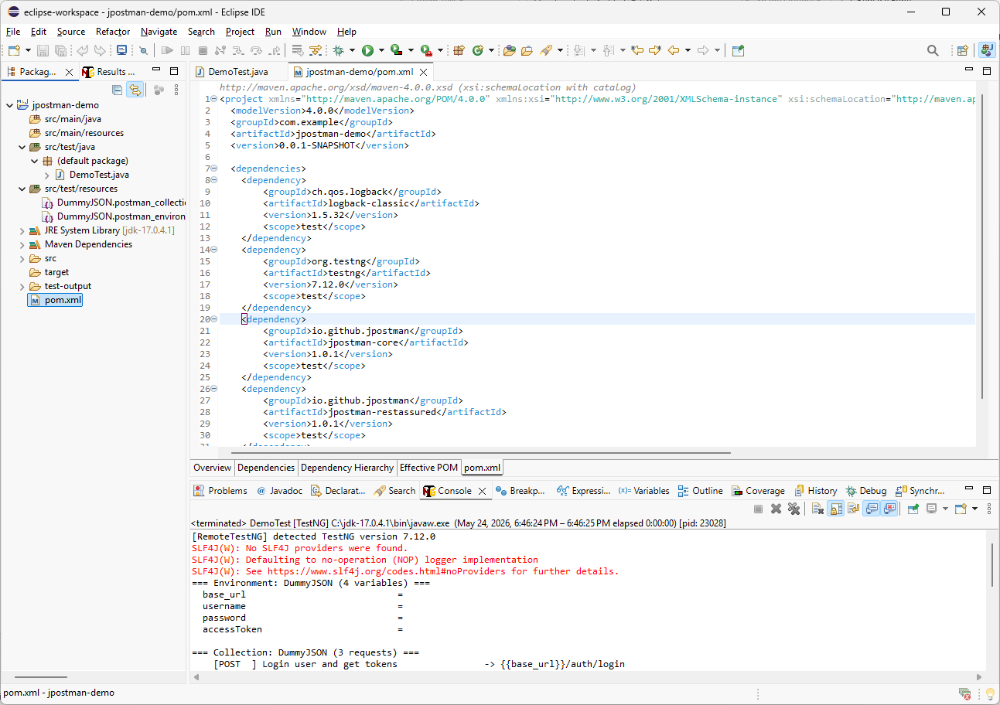 eclipse-workspace - jpostman-demo/pom.xml - Eclipse IDE
File Edit Source Refactor Navigate Search Project Run Window Help
Packag... Results ...
jpostman-demo
src/main/java
src/main/resources
src/test/java
(default package)
DemoTest.java
src/test/resources
DummyJSON.postman_collectio
DummyJSON.postman_environ
JRE System Library [jdk-17.0.4.1]
Maven Dependencies
src
target
test-output
pom.xml
DemoTest.java jpostman-demo/pom.xml
http://maven.apache.org/xsd/maven-4.0.0.xsd (xsi:schemaLocation with catalog)
1 <project xmlns="http://maven.apache.org/POM/4.0.0" xmlns:xsi="http://www.w3.org/2001/XMLSchema-instance" xsi:schemaLocation="http://maven.ap
2 <modelVersion>4.0.0</modelVersion>
3 <groupId>com.example</groupId>
4 <artifactId>jpostman-demo</artifactId>
5 <version>0.0.1-SNAPSHOT</version>
6
7 <dependencies>
8 <dependency>
9 <groupId>ch.qos.logback</groupId>
10 <artifactId>logback-classic</artifactId>
11 <version>1.5.32</version>
12 <scope>test</scope>
13 </dependency>
14 <dependency>
15 <groupId>org.testng</groupId>
16 <artifactId>testng</artifactId>
17 <version>7.12.0</version>
18 <scope>test</scope>
19 </dependency>
20 <dependency>
21 <groupId>io.github.jpostman</groupId>
22 <artifactId>jpostman-core</artifactId>
23 <version>1.0.1</version>
24 <scope>test</scope>
25 </dependency>
26 <dependency>
27 <groupId>io.github.jpostman</groupId>
28 <artifactId>jpostman-restassured</artifactId>
29 <version>1.0.1</version>
30 <scope>test</scope>
31 </dependency>
Overview Dependencies Dependency Hierarchy Effective POM pom.xml
Problems @ Javadoc Declarat... Search Console Breakp... Expressi... (x)= Variables Outline Coverage History Debug Synchr...
<terminated> DemoTest [TestNG] C:\jdk-17.0.4.1\bin\javaw.exe (May 24, 2026, 6:46:24 PM – 6:46:25 PM elapsed 0:00:00) [pid: 23028]
[RemoteTestNG] detected TestNG version 7.12.0
SLF4J(W): No SLF4J providers were found.
SLF4J(W): Defaulting to no-operation (NOP) logger implementation
SLF4J(W): See https://www.slf4j.org/codes.html#noProviders for further details.
=== Environment: DummyJSON (4 variables) ===
base_url =
username =
password =
accessToken =
=== Collection: DummyJSON (3 requests) ===
[POST ] Login user and get tokens -> {{base_url}}/auth/login
pom.xml - jpostman-demo